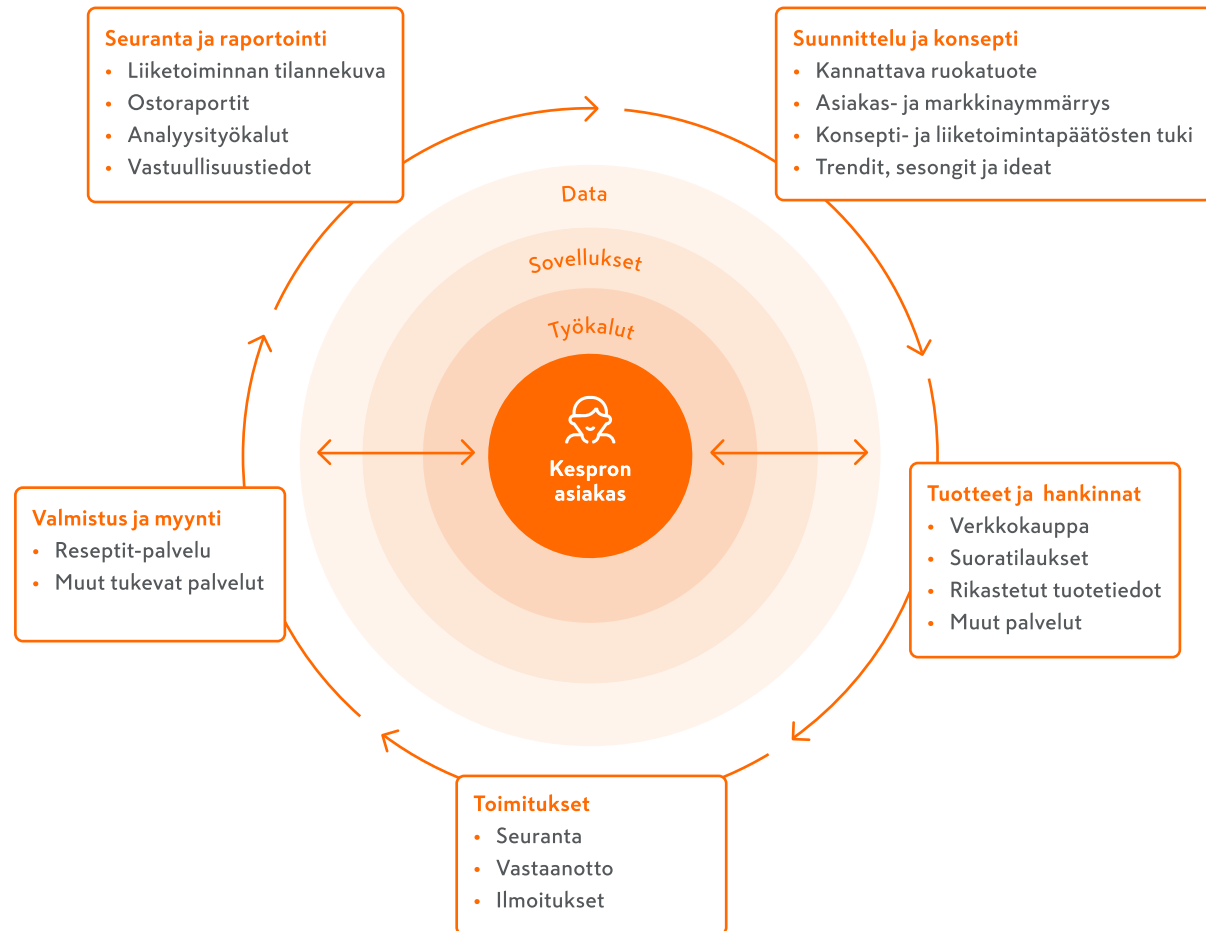 Seuranta ja raportointi
• Liiketoiminnan tilannekuva
• Ostoraportit
• Analyysityökalut
• Vastuullisuustiedot
Suunnittelu ja konsepti
• Kannattava ruokatuote
• Asiakas- ja markkinaymmärrys
• Konsepti- ja liiketoimintapäätösten tuki
• Trendit, sesongit ja ideat
Data
Sovellukset
Työkalut
Kespron
asiakas
Valmistus ja myynti
• Reseptit-palvelu
• Muut tukevat palvelut
Tuotteet ja hankinnat
• Verkkokauppa
• Suoratilaukset
• Rikastetut tuotetiedot
• Muut palvelut
Toimitukset
• Seuranta
• Vastaanotto
• Ilmoitukset